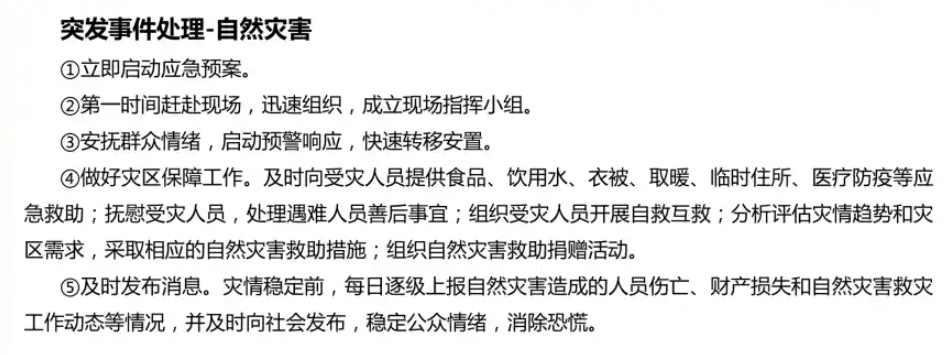 突发事件处理-自然灾害
①立即启动应急预案。
②第一时间赶赴现场，迅速组织，成立现场指挥小组。
③安抚群众情绪，启动预警响应，快速转移安置。
④做好灾区保障工作。及时向受灾人员提供食品、饮用水、衣被、取暖、临时住所、医疗防疫等应
急救助；抚慰受灾人员，处理遇难人员善后事宜；组织受灾人员开展自救互救；分析评估灾情趋势和灾
区需求，采取相应的自然灾害救助措施；组织自然灾害救助捐赠活动。
⑤及时发布消息。灾情稳定前，每日逐级上报自然灾害造成的人员伤亡、财产损失和自然灾害救灾
工作动态等情况，并及时向社会发布，稳定公众情绪，消除恐慌。